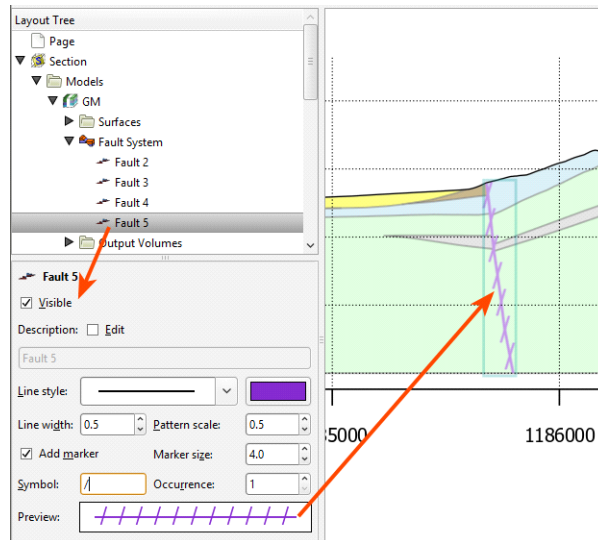 Layout Tree
Page
Section
Models
GM
Surfaces
Fault System
Fault 2
Fault 3
Fault 4
Fault 5
Output Volumes
Fault 5
Visible
Description: Edit
Fault 5
Line style:
Line width: 0.5 Pattern scale: 0.5
Add marker Marker size: 4.0
Symbol: / Occurrence: 1
Preview:
85000 1186000